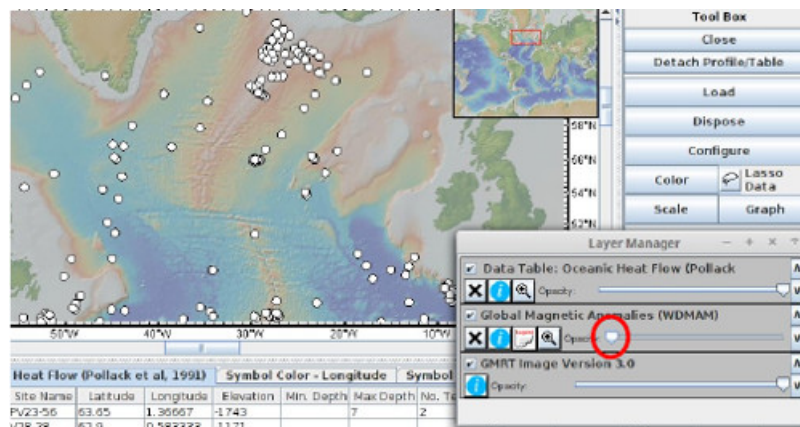 Tool Box
Close
Detach Profile/Table
Load
Dispose
Configure
Color
Lasso
Data
Scale
Graph
58°N
56°N
54°N
52°N
50°W 40°W 30°W 20°W 10°W
Layer Manager
Data Table: Oceanic Heat Flow (Pollack
Opacity:
Global Magnetic Anomalies (WDMAM)
GMRT Image Version 3.0
Opacity:
Heat Flow (Pollack et al, 1991) Symbol Color - Longitude Symbol
Site Name Latitude Longitude Elevation Min. Depth Max Depth No. Te
PV23-56 63.65 1.36667 -1743 7 2